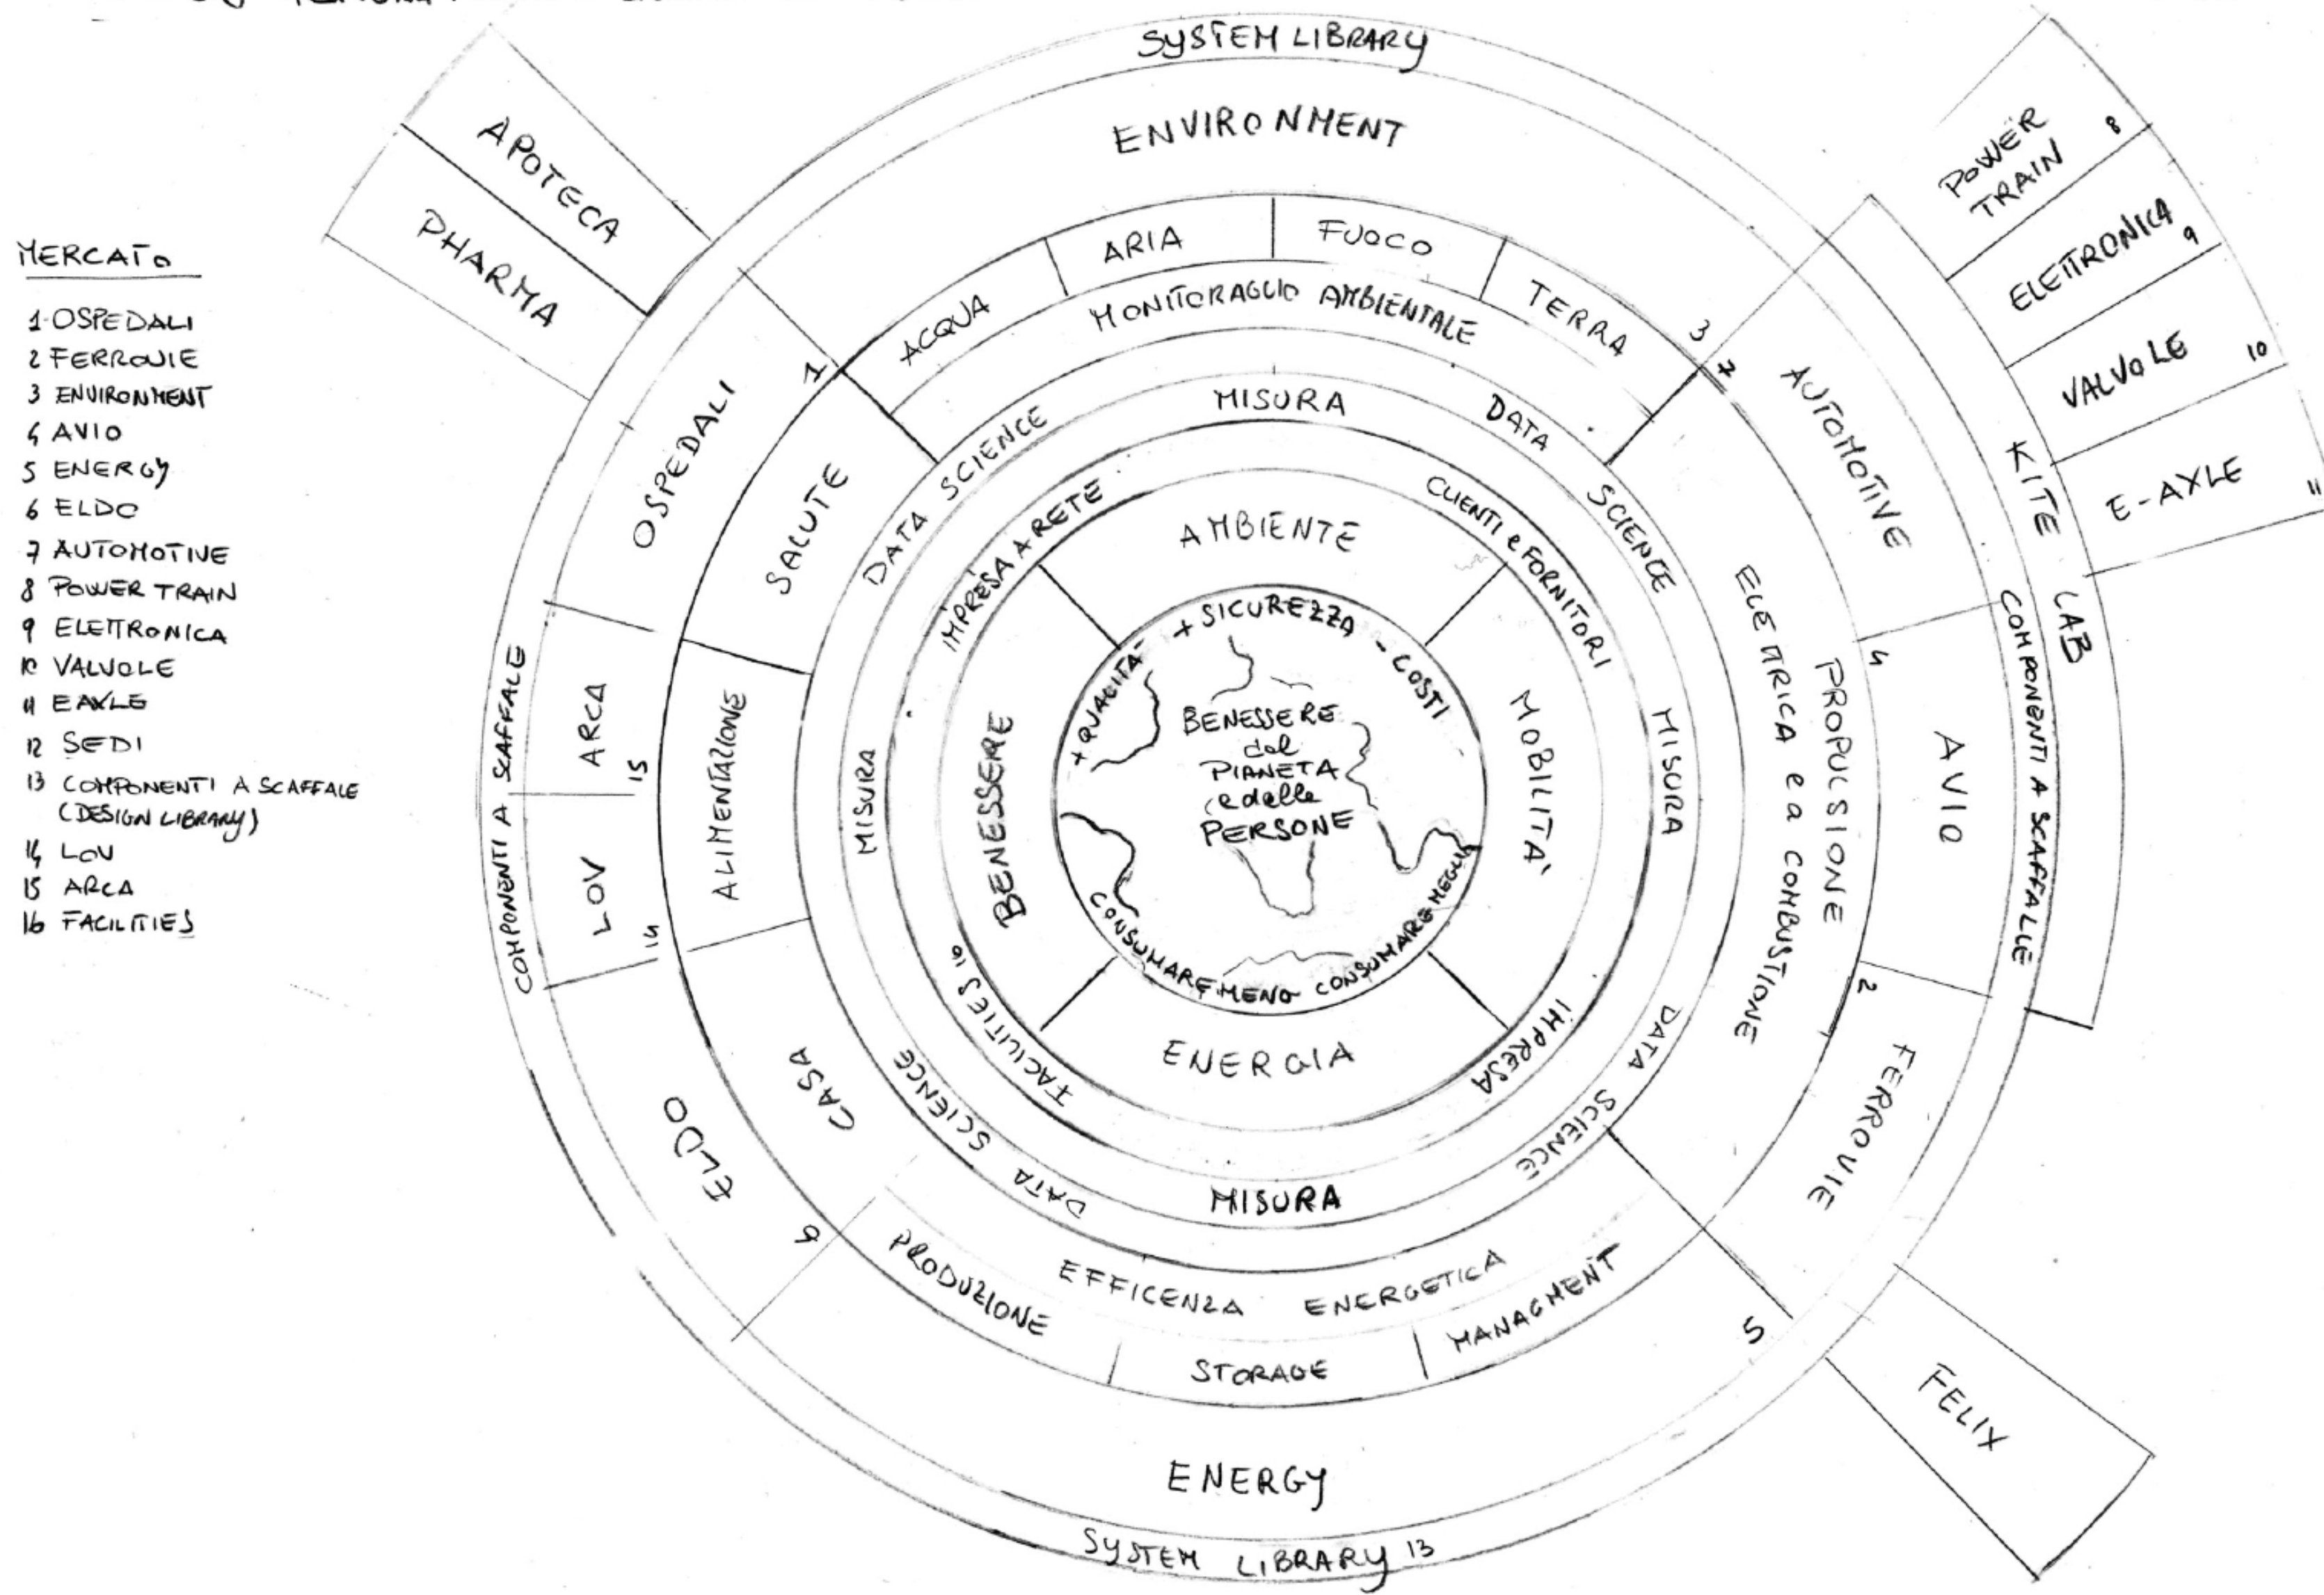 SYSTEM LIBRARY
ENVIRONMENT
APOTECA
PHARMA
POWER
TRAIN 8
ELETTRONICA 9
VALVOLE 10
E-AXLE 11
MERCATO
1 OSPEDALI
2 FERROVIE
3 ENVIRONMENT
4 AVIO
5 ENERGY
6 ELDO
7 AUTOMOTIVE
8 POWER TRAIN
9 ELETTRONICA
10 VALVOLE
11 EAXLE
12 SEDI
13 COMPONENTI A SCAFFALE
(DESIGN LIBRARY)
14 LOV
15 ARCA
16 FACILITIES
ACQUA
ARIA
FUOCO
TERRA
3
MONITORAGGIO AMBIENTALE
1
OSPEDALI
SALUTE
7
AUTOMOTIVE
KITE LAB
COMPONENTI A SCAFFALLE
DATA SCIENCE
MISURA
DATA SCIENCE
IMPRESA A RETE
CLIENTI e FORNITORI
AMBIENTE
+ QUALITA'
+ SICUREZZA
- COSTI
BENESSERE
del
PIANETA
e delle
PERSONE
CONSUMARE MENO CONSUMARE MEGLIO
BENESSERE
MOBILITA'
ENERGIA
MISURA
MISURA
ELETTRICA e a COMBUSTIONE
PROPULSIONE
4
AVIO
2
FERROVIE
COMPONENTI A SCAFFALE
ARCA
15
LOV
14
ALIMENTAZIONE
ELDO
CASA
6
FACILITIES 16
IMPRESA
DATA SCIENCE
DATA SCIENCE
MISURA
PRODUZIONE
EFFICENZA ENERGETICA
STORAGE
MANAGMENT
5
FELIX
ENERGY
SYSTEM LIBRARY 13